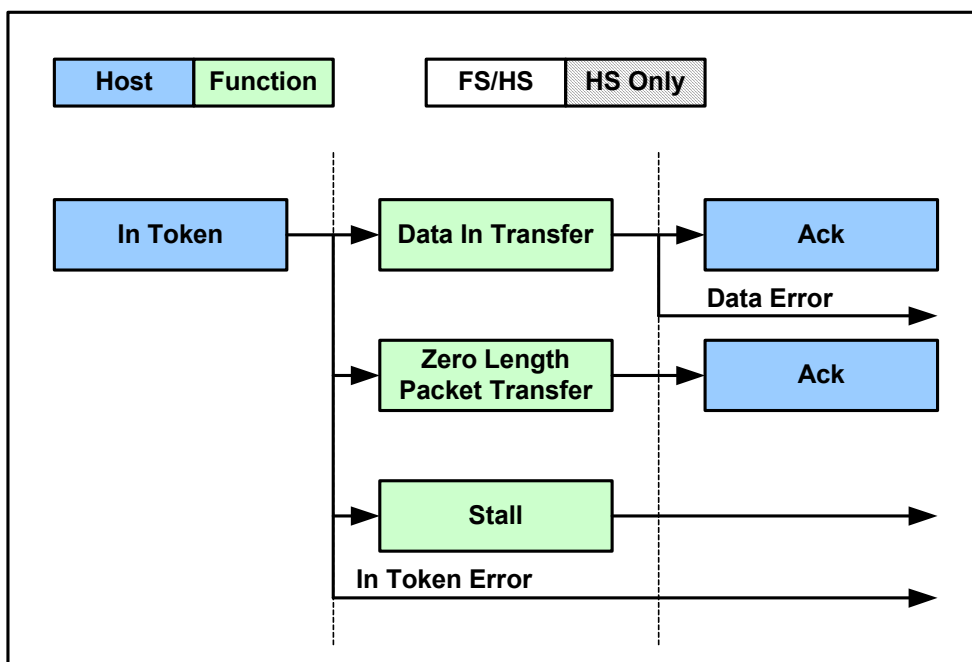 Host
Function
FS/HS
HS Only
In Token
Data In Transfer
Ack
Data Error
Zero Length
Packet Transfer
Ack
Stall
In Token Error